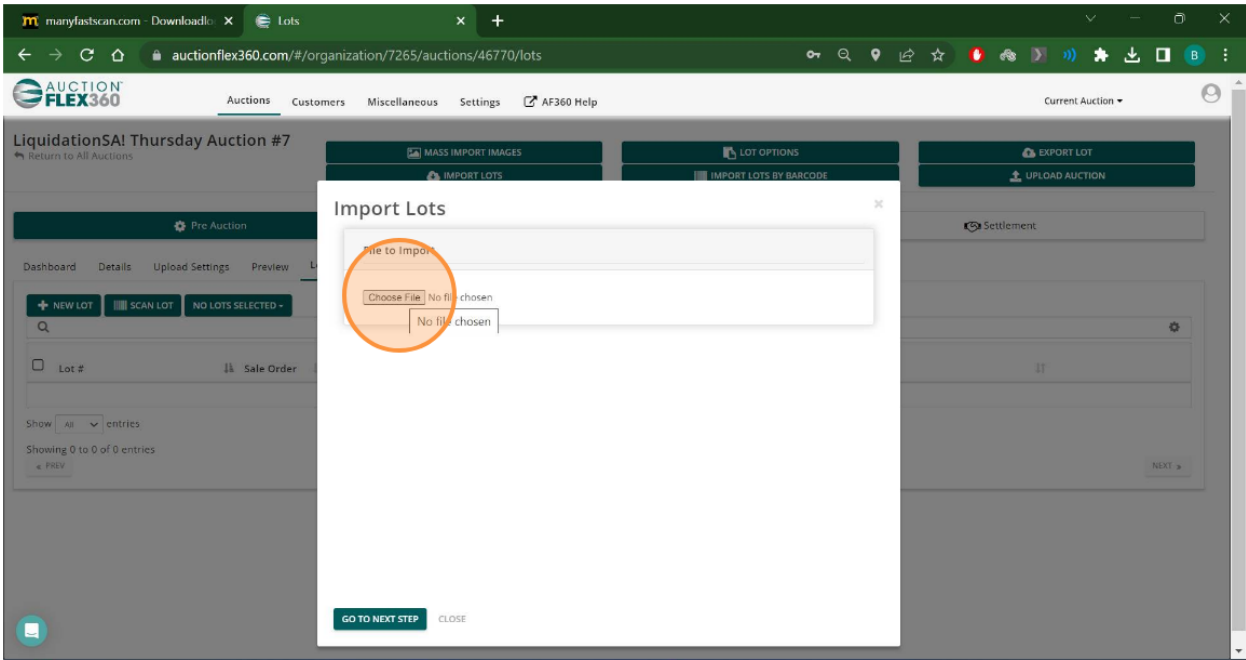 manyfastscan.com - Downloadlo
Lots
auctionflex360.com/#/organization/7265/auctions/46770/lots
B
AUCTION
FLEX360
Auctions Customers Miscellaneous Settings AF360 Help
Current Auction
LiquidationSA! Thursday Auction #7
Return to All Auctions
MASS IMPORT IMAGES LOT OPTIONS EXPORT LOT
IMPORT LOTS IMPORT LOTS BY BARCODE UPLOAD AUCTION
Import Lots
Pre Auction Settlement
File to Import
Dashboard Details Upload Settings Preview L
NEW LOT SCAN LOT NO LOTS SELECTED
Choose File No file chosen
No file chosen
Lot # Sale Order
Show All entries
Showing 0 to 0 of 0 entries
« PREV NEXT »
GO TO NEXT STEP CLOSE